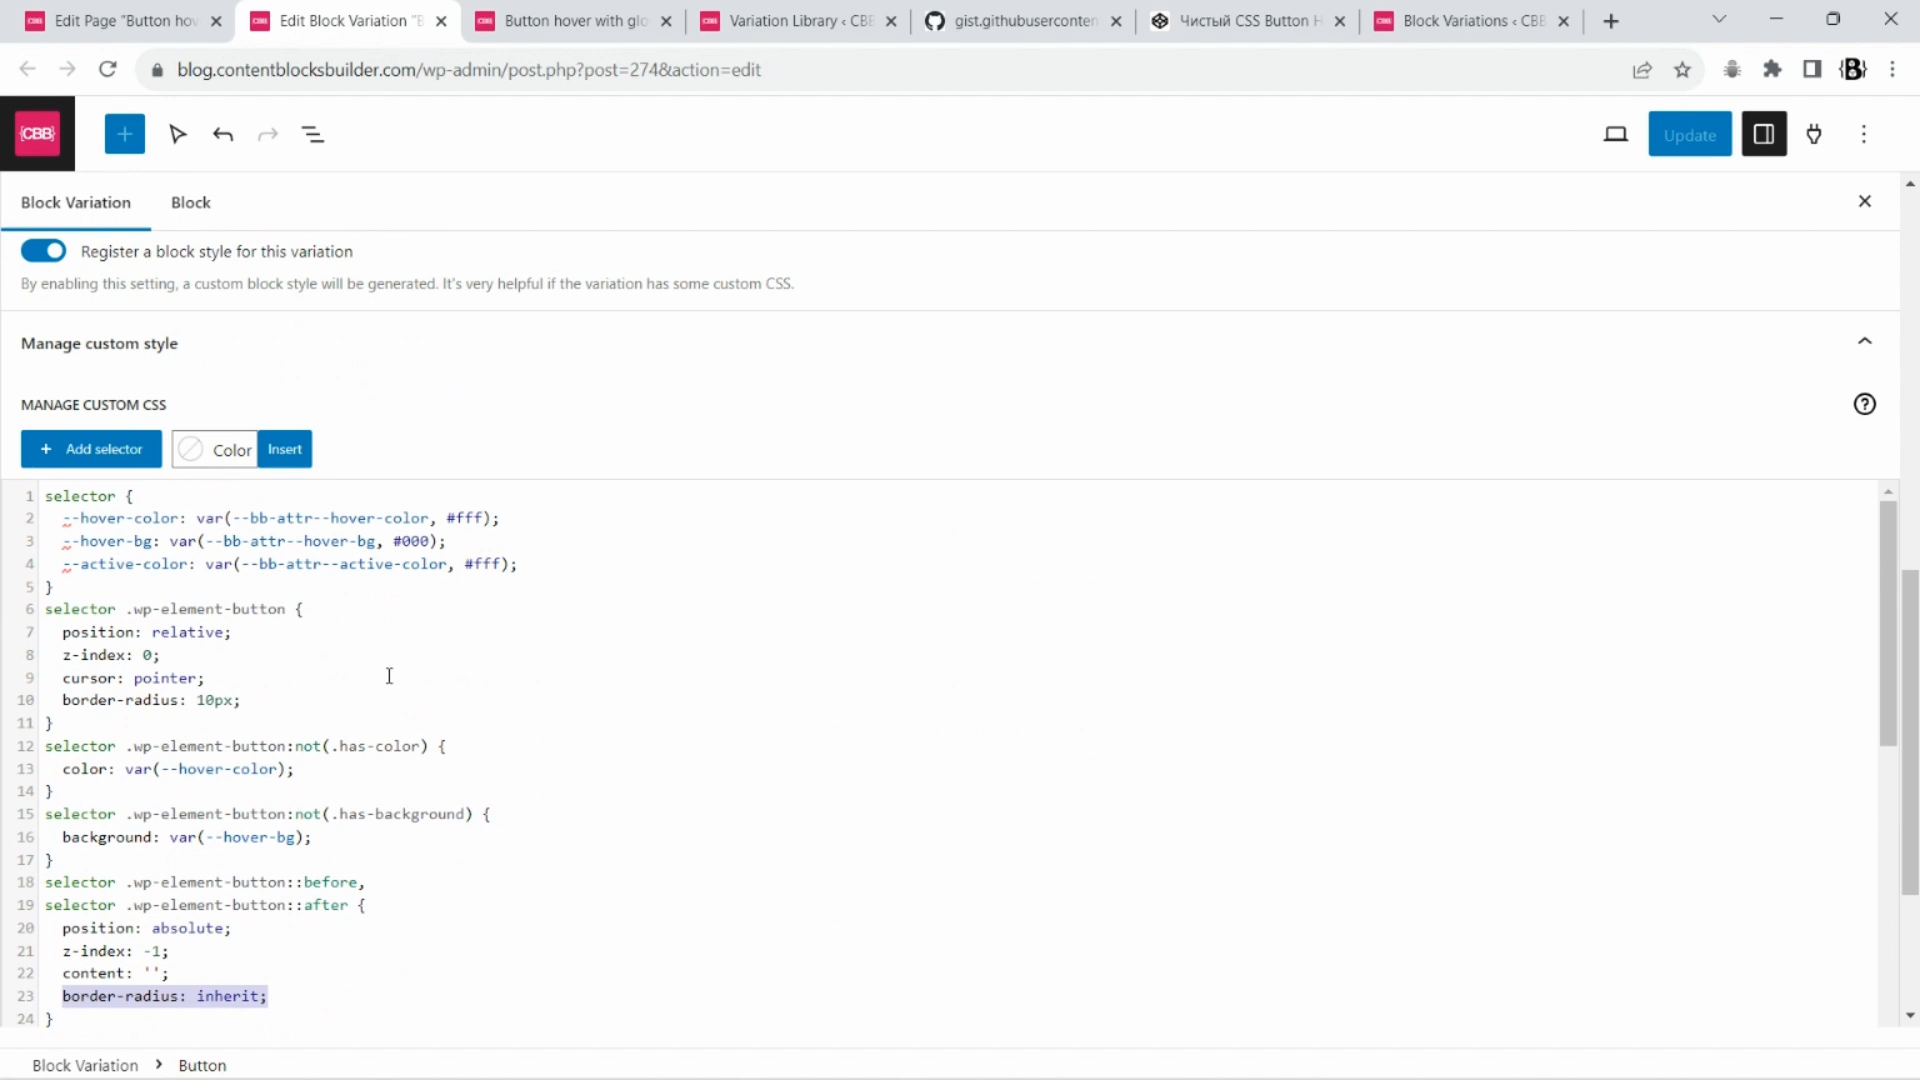 Edit Page "Button hov
Edit Block Variation "B
Button hover with glo
Variation Library ‹ CBB
gist.githubuserconten
Чистый CSS Button H
Block Variations ‹ CBB
blog.contentblocksbuilder.com/wp-admin/post.php?post=274&action=edit
{B}
{CBB}
Update
Block Variation
Block
Register a block style for this variation
By enabling this setting, a custom block style will be generated. It's very helpful if the variation has some custom CSS.
Manage custom style
MANAGE CUSTOM CSS
+ Add selector
Color
Insert
1 selector {
2 --hover-color: var(--bb-attr--hover-color, #fff);
3 --hover-bg: var(--bb-attr--hover-bg, #000);
4 --active-color: var(--bb-attr--active-color, #fff);
5 }
6 selector .wp-element-button {
7 position: relative;
8 z-index: 0;
9 cursor: pointer;
10 border-radius: 10px;
11 }
12 selector .wp-element-button:not(.has-color) {
13 color: var(--hover-color);
14 }
15 selector .wp-element-button:not(.has-background) {
16 background: var(--hover-bg);
17 }
18 selector .wp-element-button::before,
19 selector .wp-element-button::after {
20 position: absolute;
21 z-index: -1;
22 content: '';
23 border-radius: inherit;
24 }
Block Variation › Button